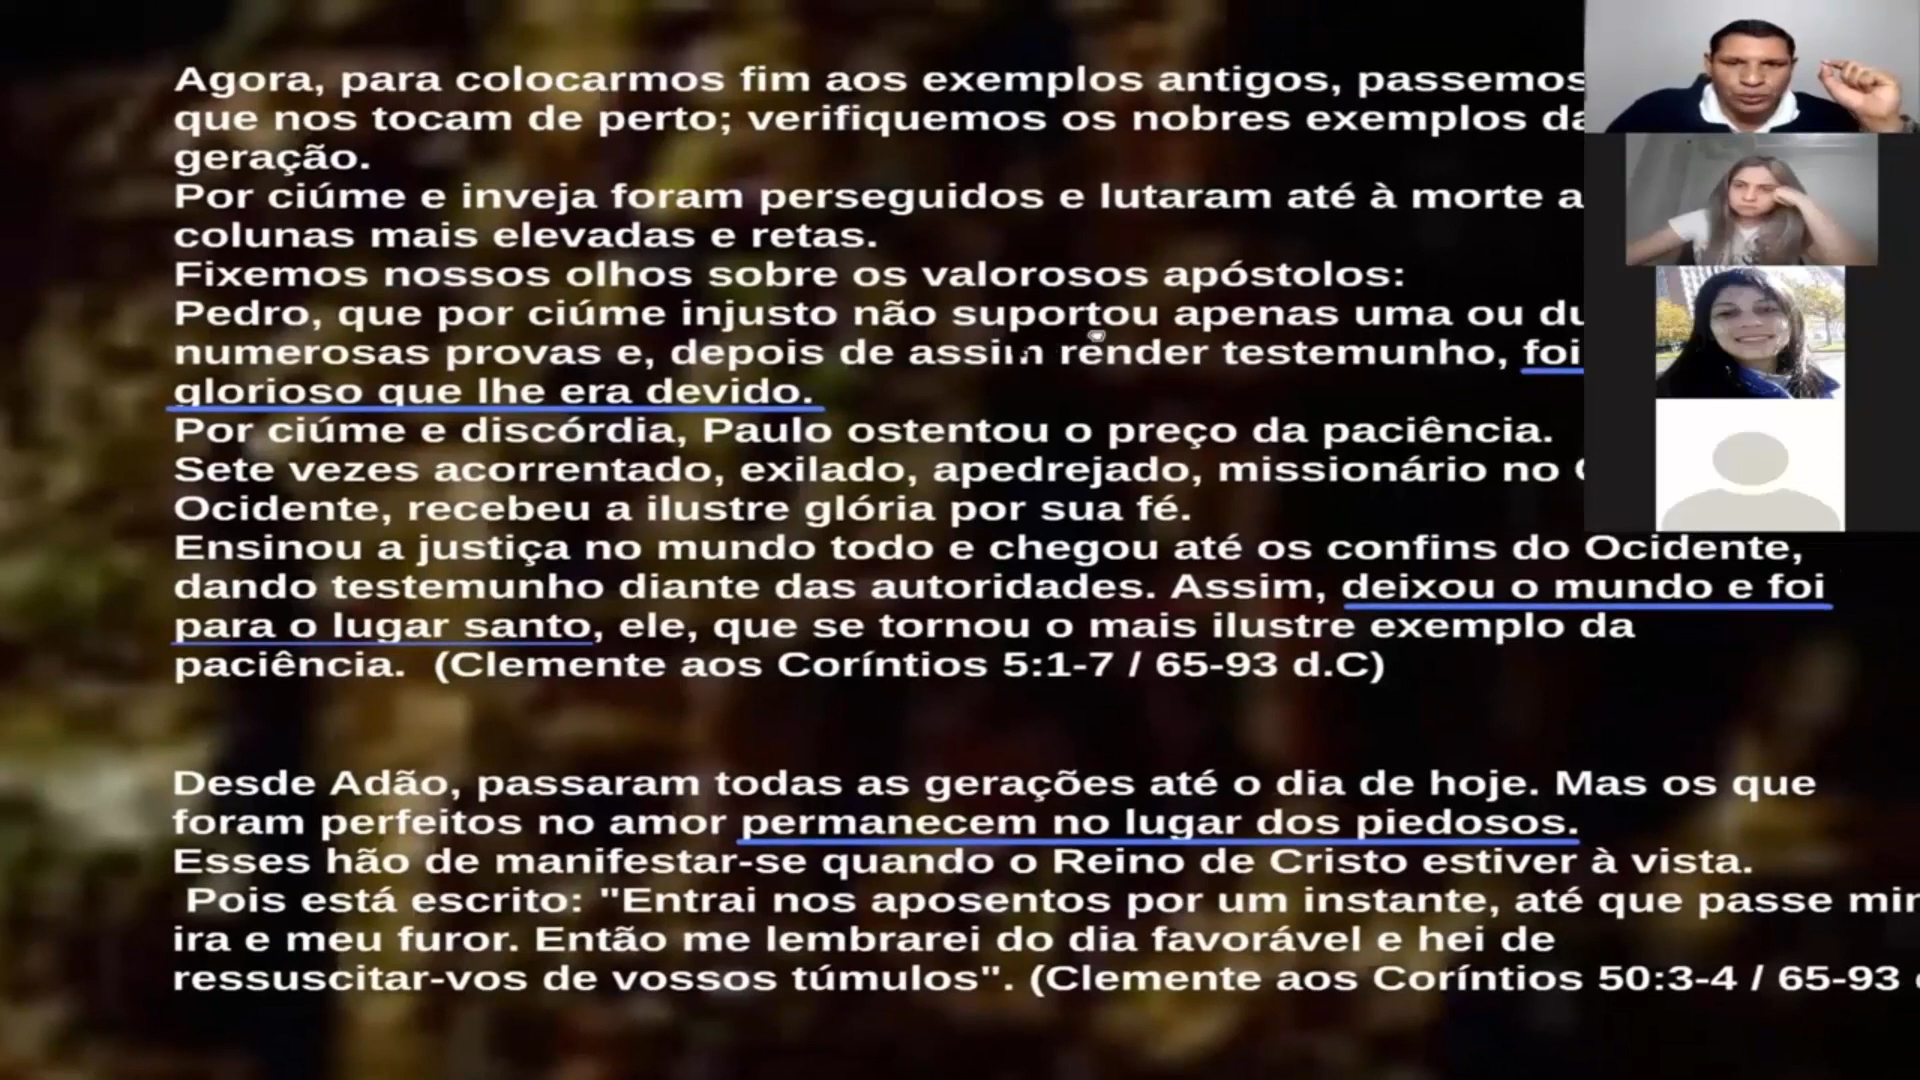 Agora, para colocarmos fim aos exemplos antigos, passemos
que nos tocam de perto; verifiquemos os nobres exemplos
geração.
Por ciúme e inveja foram perseguidos e lutaram até à morte
colunas mais elevadas e retas.
Fixemos nossos olhos sobre os valorosos apóstolos:
Pedro, que por ciúme injusto não suportou apenas uma ou
numerosas provas e, depois de assim render testemunho, foi
glorioso que lhe era devido.
Por ciúme e discórdia, Paulo ostentou o preço da paciência.
Sete vezes acorrentado, exilado, apedrejado, missionário no
Ocidente, recebeu a ilustre glória por sua fé.
Ensinou a justiça no mundo todo e chegou até os confins do Ocidente,
dando testemunho diante das autoridades. Assim, deixou o mundo e foi
para o lugar santo, ele, que se tornou o mais ilustre exemplo da
paciência. (Clemente aos Coríntios 5:1-7 / 65-93 d.C)
Desde Adão, passaram todas as gerações até o dia de hoje. Mas os que
foram perfeitos no amor permanecem no lugar dos piedosos.
Esses hão de manifestar-se quando o Reino de Cristo estiver à vista.
Pois está escrito: "Entrai nos aposentos por um instante, até que passe
ira e meu furor. Então me lembrarei do dia favorável e hei de
ressuscitar-vos de vossos túmulos". (Clemente aos Coríntios 50:3-4 / 65-93